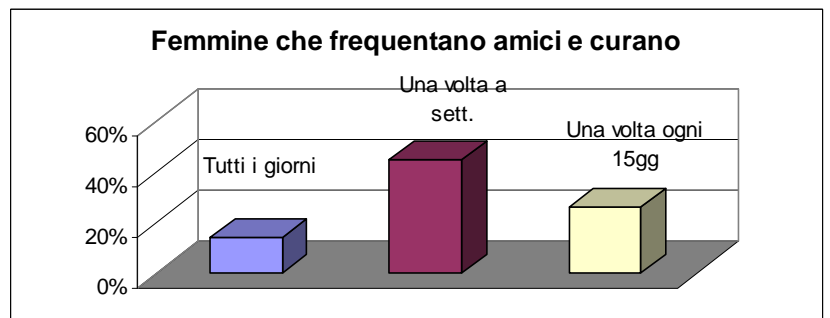 Femmine che frequentano amici e curano
Una volta a
sett.
Una volta ogni
15gg
Tutti i giorni
60%
40%
20%
0%